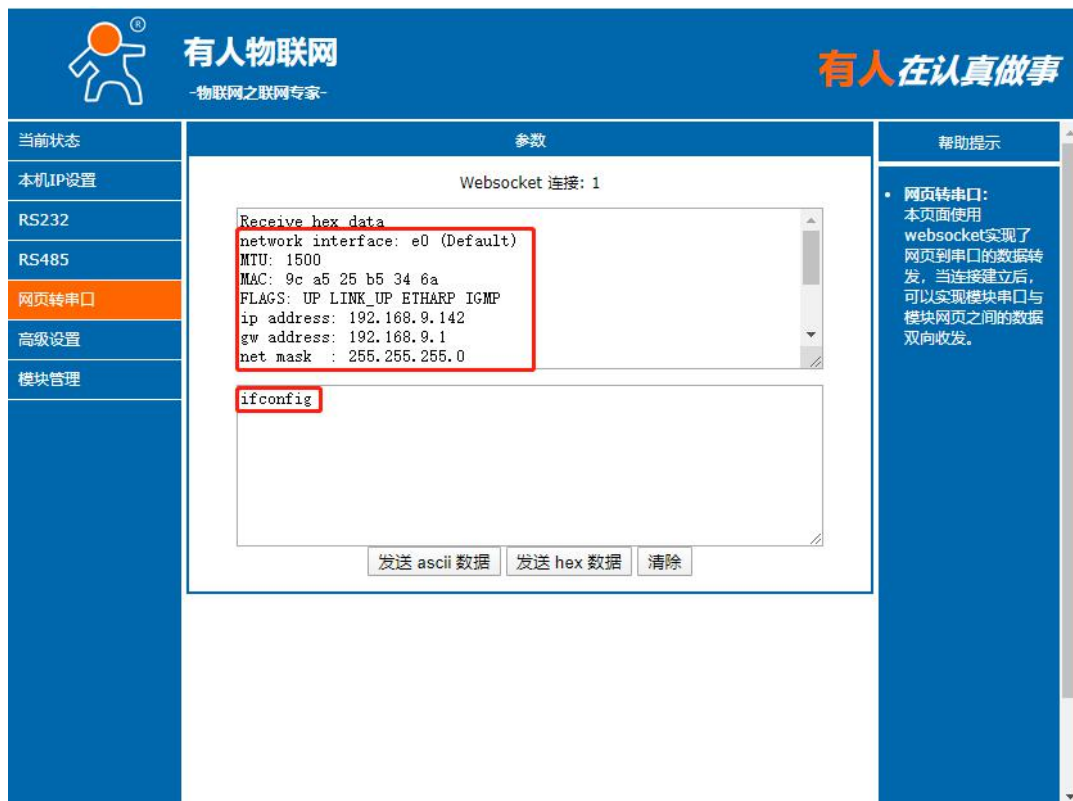 ®
有人物联网
-物联网之联网专家-
有人在认真做事
当前状态
本机IP设置
RS232
RS485
网页转串口
高级设置
模块管理
参数
Websocket 连接: 1
Receive hex data
network interface: e0 (Default)
MTU: 1500
MAC: 9c a5 25 b5 34 6a
FLAGS: UP LINK_UP ETHARP IGMP
ip address: 192.168.9.142
gw address: 192.168.9.1
net mask  : 255.255.255.0
ifconfig
发送 ascii 数据 发送 hex 数据 清除
帮助提示
• 网页转串口:
本页面使用
websocket实现了
网页到串口的数据转
发，当连接建立后，
可以实现模块串口与
模块网页之间的数据
双向收发。